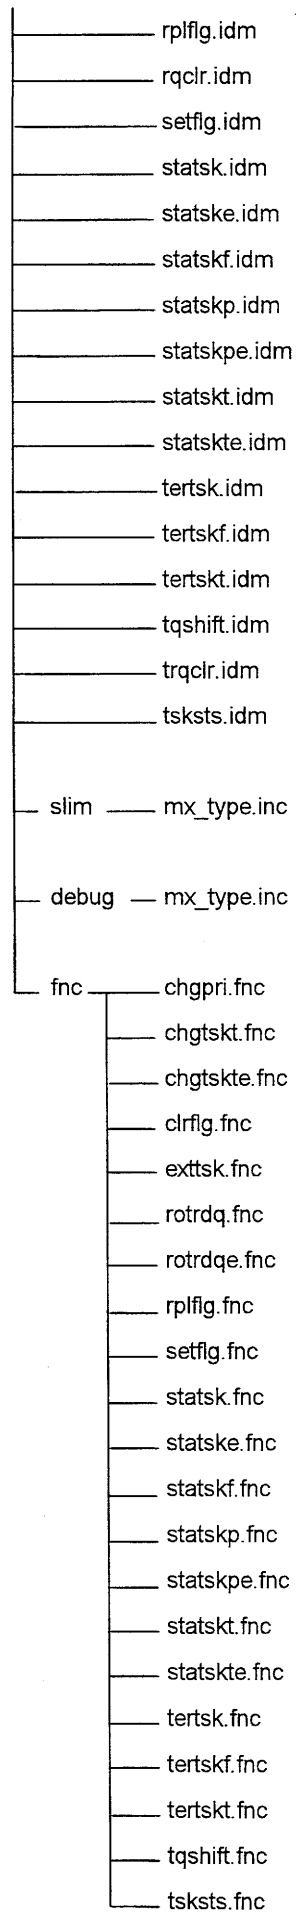 rplflg.idm
rqclr.idm
setflg.idm
statsk.idm
statske.idm
statskf.idm
statskp.idm
statskpe.idm
statskt.idm
statskte.idm
tertsk.idm
tertskf.idm
tertskt.idm
tqshift.idm
trqclr.idm
tsksts.idm
slim mx_type.inc
debug mx_type.inc
fnc chgpri.fnc
chgtskt.fnc
chgtskte.fnc
clrflg.fnc
exttsk.fnc
rotrdq.fnc
rotrdqe.fnc
rplflg.fnc
setflg.fnc
statsk.fnc
statske.fnc
statskf.fnc
statskp.fnc
statskpe.fnc
statskt.fnc
statskte.fnc
tertsk.fnc
tertskf.fnc
tertskt.fnc
tqshift.fnc
tsksts.fnc